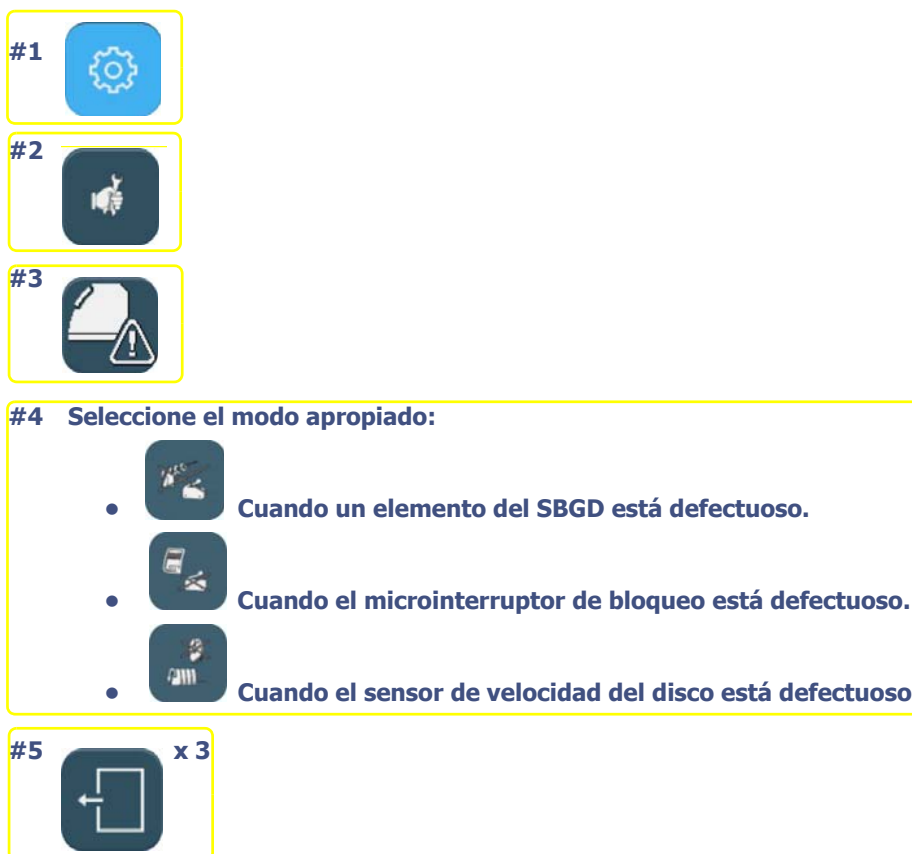 #1
#2
#3
#4 Seleccione el modo apropiado:
● Cuando un elemento del SBGD está defectuoso.
● Cuando el microinterruptor de bloqueo está defectuoso.
● Cuando el sensor de velocidad del disco está defectuoso
#5 x 3